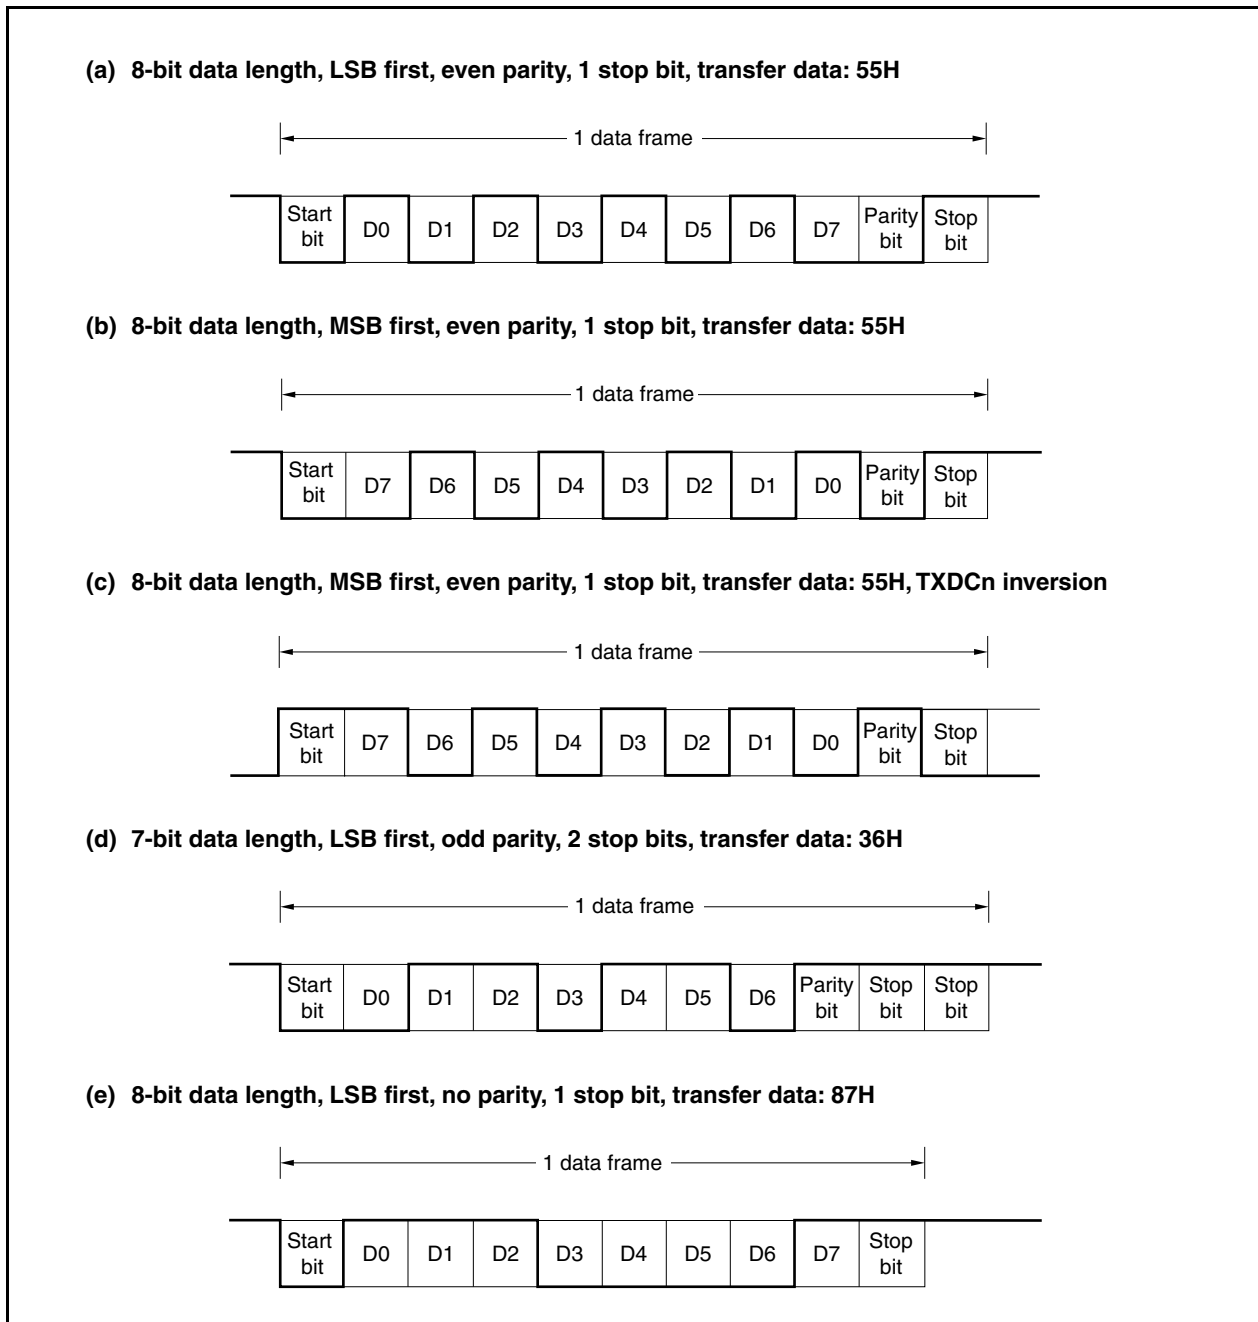 (a) 8-bit data length, LSB first, even parity, 1 stop bit, transfer data: 55H
1 data frame
Start bit D0 D1 D2 D3 D4 D5 D6 D7 Parity bit Stop bit
(b) 8-bit data length, MSB first, even parity, 1 stop bit, transfer data: 55H
1 data frame
Start bit D7 D6 D5 D4 D3 D2 D1 D0 Parity bit Stop bit
(c) 8-bit data length, MSB first, even parity, 1 stop bit, transfer data: 55H, TXDCn inversion
1 data frame
Start bit D7 D6 D5 D4 D3 D2 D1 D0 Parity bit Stop bit
(d) 7-bit data length, LSB first, odd parity, 2 stop bits, transfer data: 36H
1 data frame
Start bit D0 D1 D2 D3 D4 D5 D6 Parity bit Stop bit Stop bit
(e) 8-bit data length, LSB first, no parity, 1 stop bit, transfer data: 87H
1 data frame
Start bit D0 D1 D2 D3 D4 D5 D6 D7 Stop bit